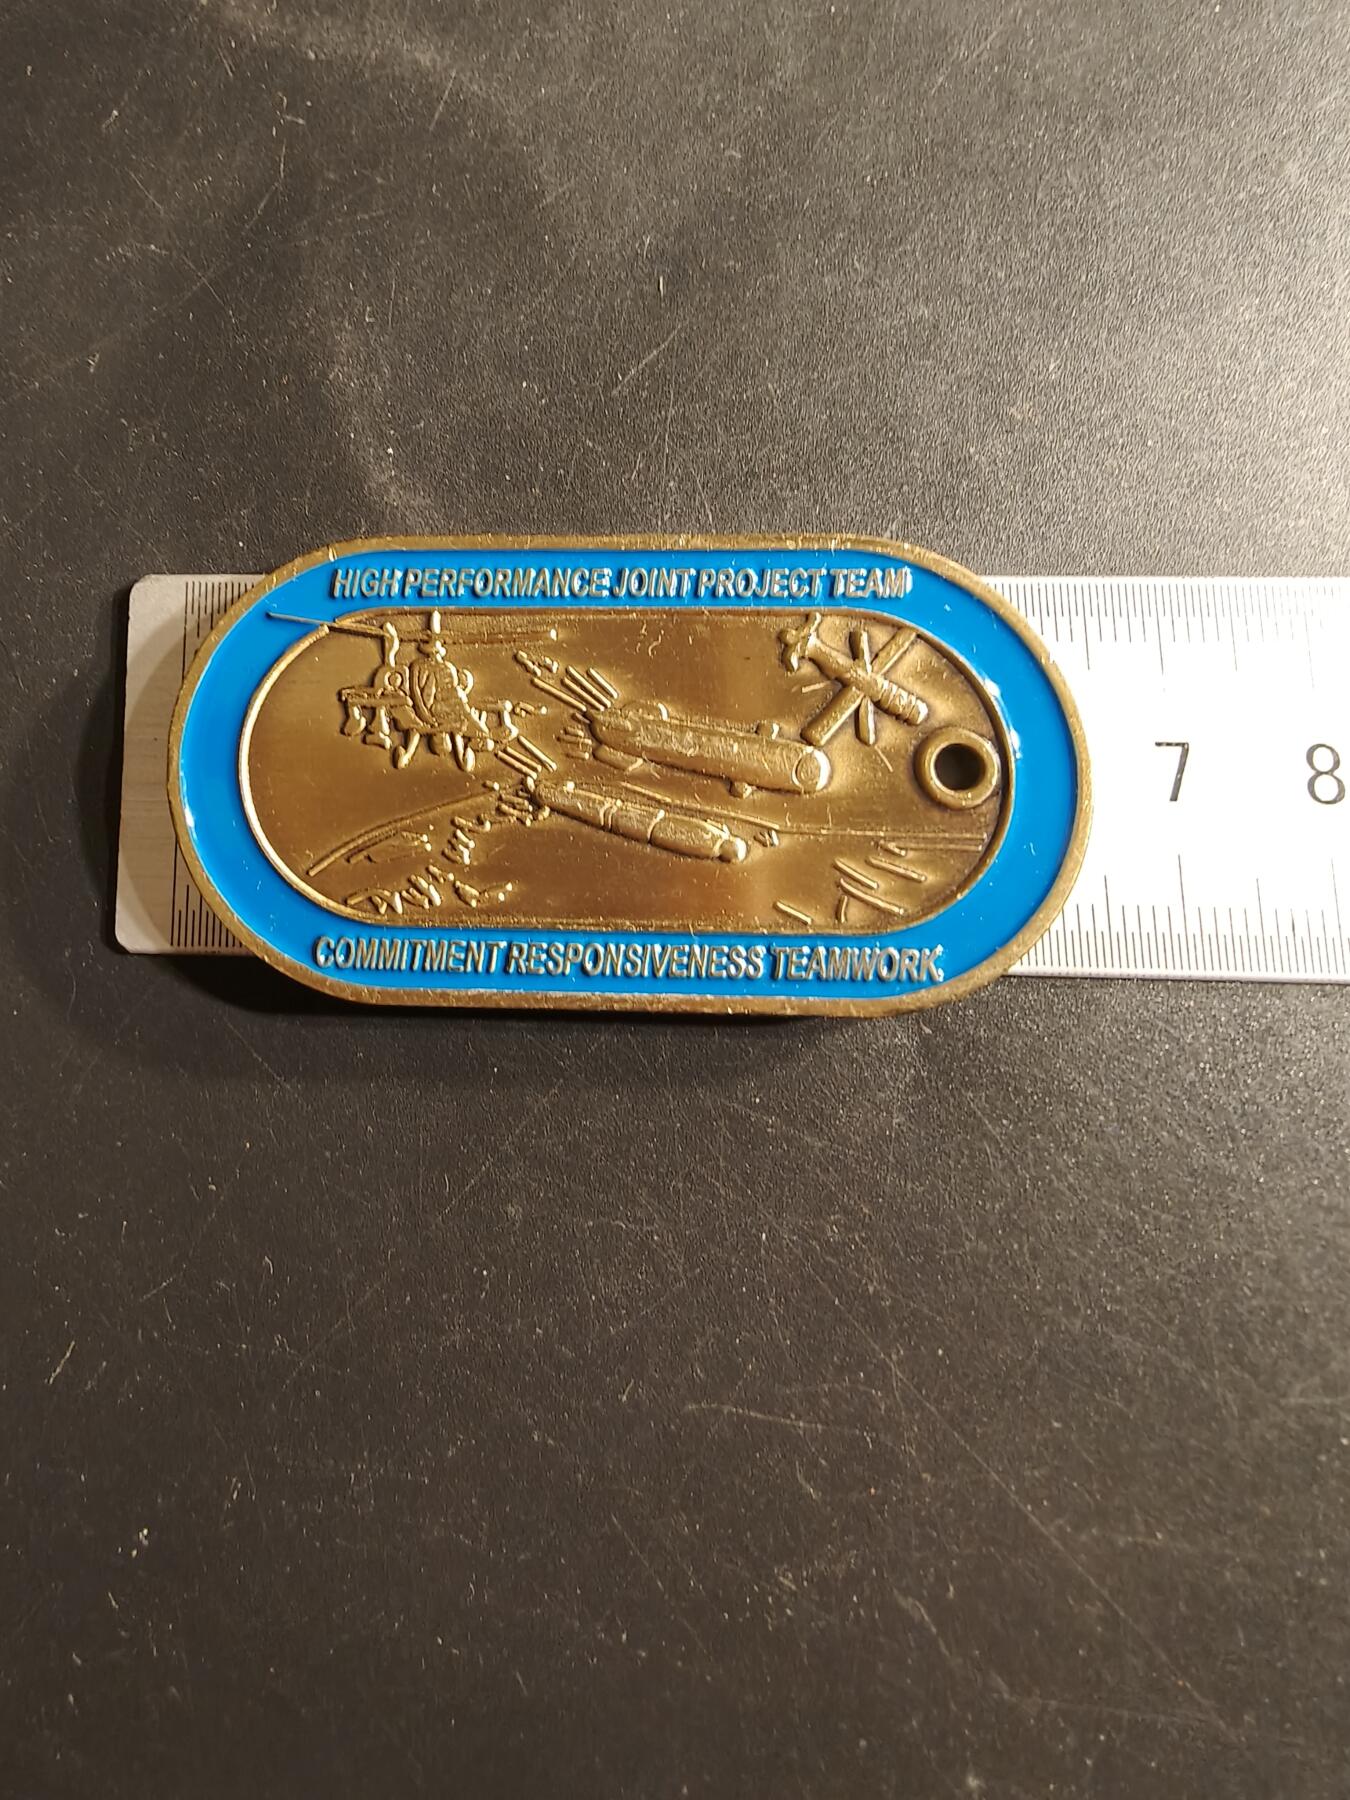 HIGH PERFORMANCE JOINT PROJECT TEAM
7 8
COMMITMENT RESPONSIVENESS TEAMWORK